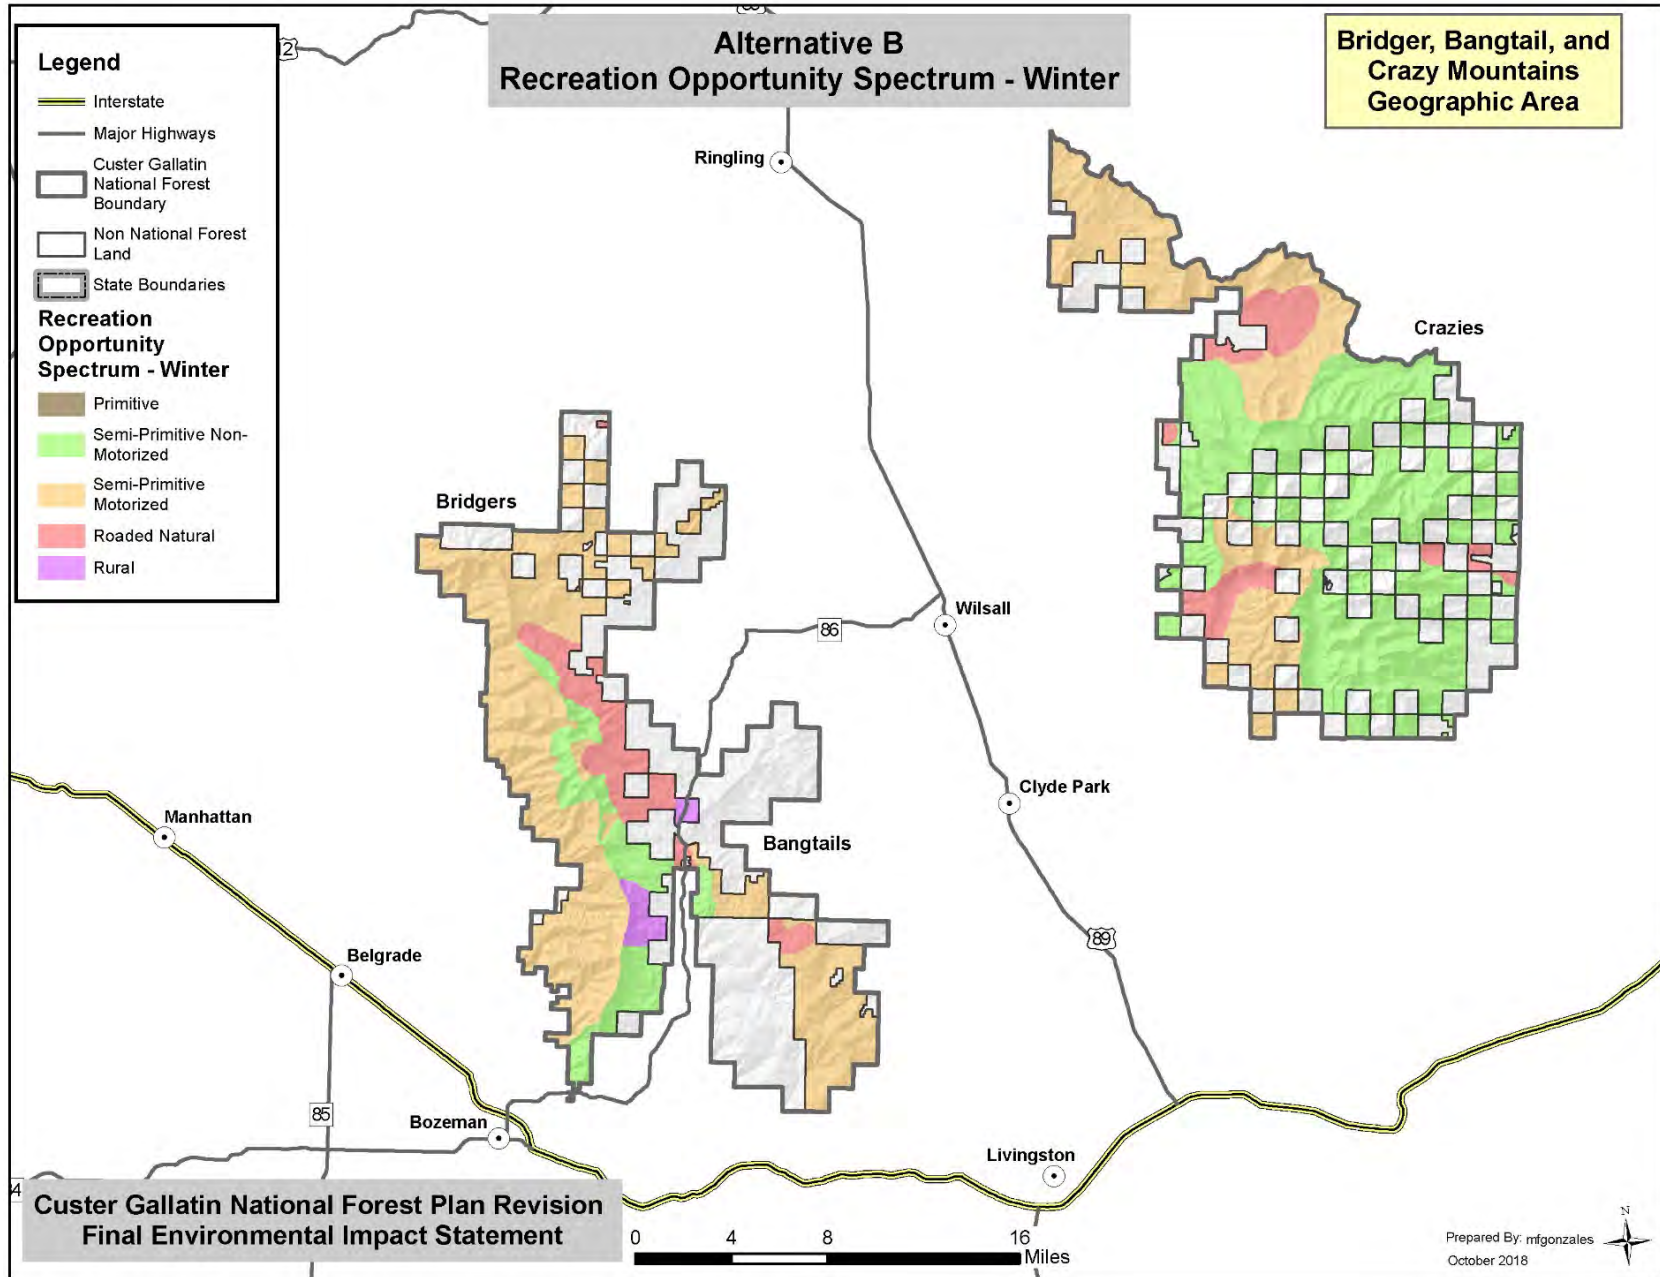 Alternative B
Recreation Opportunity Spectrum - Winter
Bridger, Bangtail, and
Crazy Mountains
Geographic Area
Legend
Interstate
Major Highways
Custer Gallatin
National Forest
Boundary
Non National Forest
Land
State Boundaries
Recreation
Opportunity
Spectrum - Winter
Primitive
Semi-Primitive Non-
Motorized
Semi-Primitive
Motorized
Roaded Natural
Rural
Ringling
Crazies
Bridgers
Wilsall
86
Clyde Park
Manhattan
Bangtails
89
Belgrade
85
Bozeman
Livingston
Custer Gallatin National Forest Plan Revision
Final Environmental Impact Statement
0 4 8 16
Miles
N
Prepared By: mfgonzales
October 2018